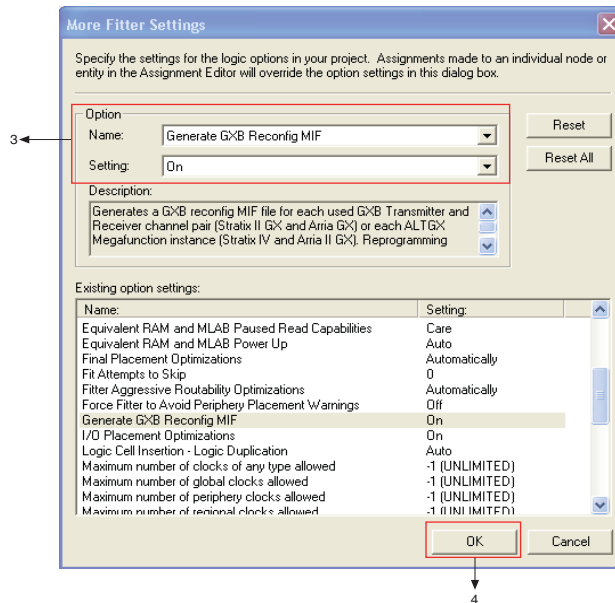 More Fitter Settings
Specify the settings for the logic options in your project. Assignments made to an individual node or
entity in the Assignment Editor will override the option settings in this dialog box.
Option
Name: Generate GXB Reconfig MIF
Reset
3
Setting: On
Reset All
Description:
Generates a GXB reconfig MIF file for each used GXB Transmitter and
Receiver channel pair (Stratix II GX and Arria GX) or each ALTGX
Megafunction instance (Stratix IV and Arria II GX). Reprogramming
Existing option settings:
Name: Setting:
Equivalent RAM and MLAB Paused Read Capabilities Care
Equivalent RAM and MLAB Power Up Auto
Final Placement Optimizations Automatically
Fit Attempts to Skip 0
Fitter Aggressive Routability Optimizations Automatically
Force Fitter to Avoid Periphery Placement Warnings Off
Generate GXB Reconfig MIF On
I/O Placement Optimizations On
Logic Cell Insertion - Logic Duplication Auto
Maximum number of clocks of any type allowed -1 (UNLIMITED)
Maximum number of global clocks allowed -1 (UNLIMITED)
Maximum number of periphery clocks allowed -1 (UNLIMITED)
Maximum number of regional clocks allowed -1 (UNLIMITED)
OK Cancel
4